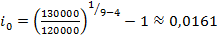 i₀ = (130000/120000)^(1/9−4) − 1 ≈ 0,0161